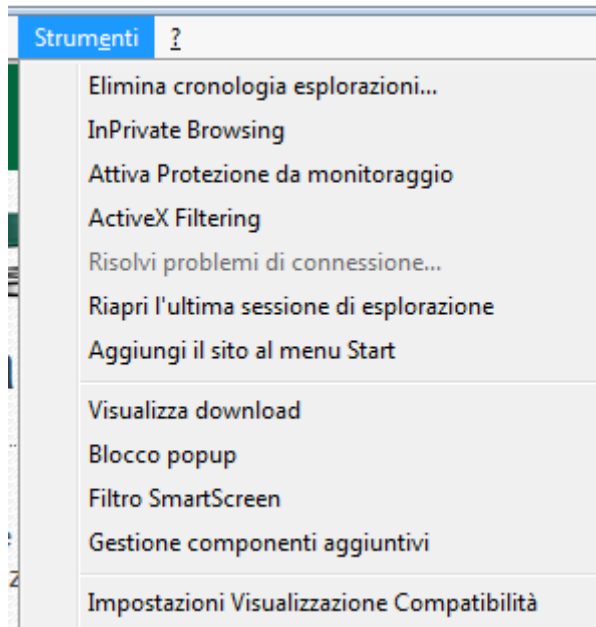 Strumenti ?
Elimina cronologia esplorazioni...
InPrivate Browsing
Attiva Protezione da monitoraggio
ActiveX Filtering
Risolvi problemi di connessione...
Riapri l'ultima sessione di esplorazione
Aggiungi il sito al menu Start
Visualizza download
Blocco popup
Filtro SmartScreen
Gestione componenti aggiuntivi
Impostazioni Visualizzazione Compatibilità